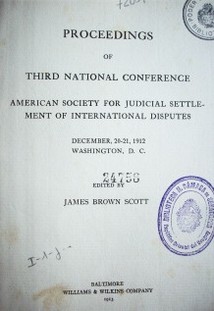 PROCEEDINGS
OF
THIRD NATIONAL CONFERENCE
AMERICAN SOCIETY FOR JUDICIAL SETTLE-
MENT OF INTERNATIONAL DISPUTES
DECEMBER, 20-21, 1912
WASHINGTON, D. C.
24756
EDITED BY
JAMES BROWN SCOTT
BALTIMORE
WILLIAMS & WILKINS COMPANY
1913